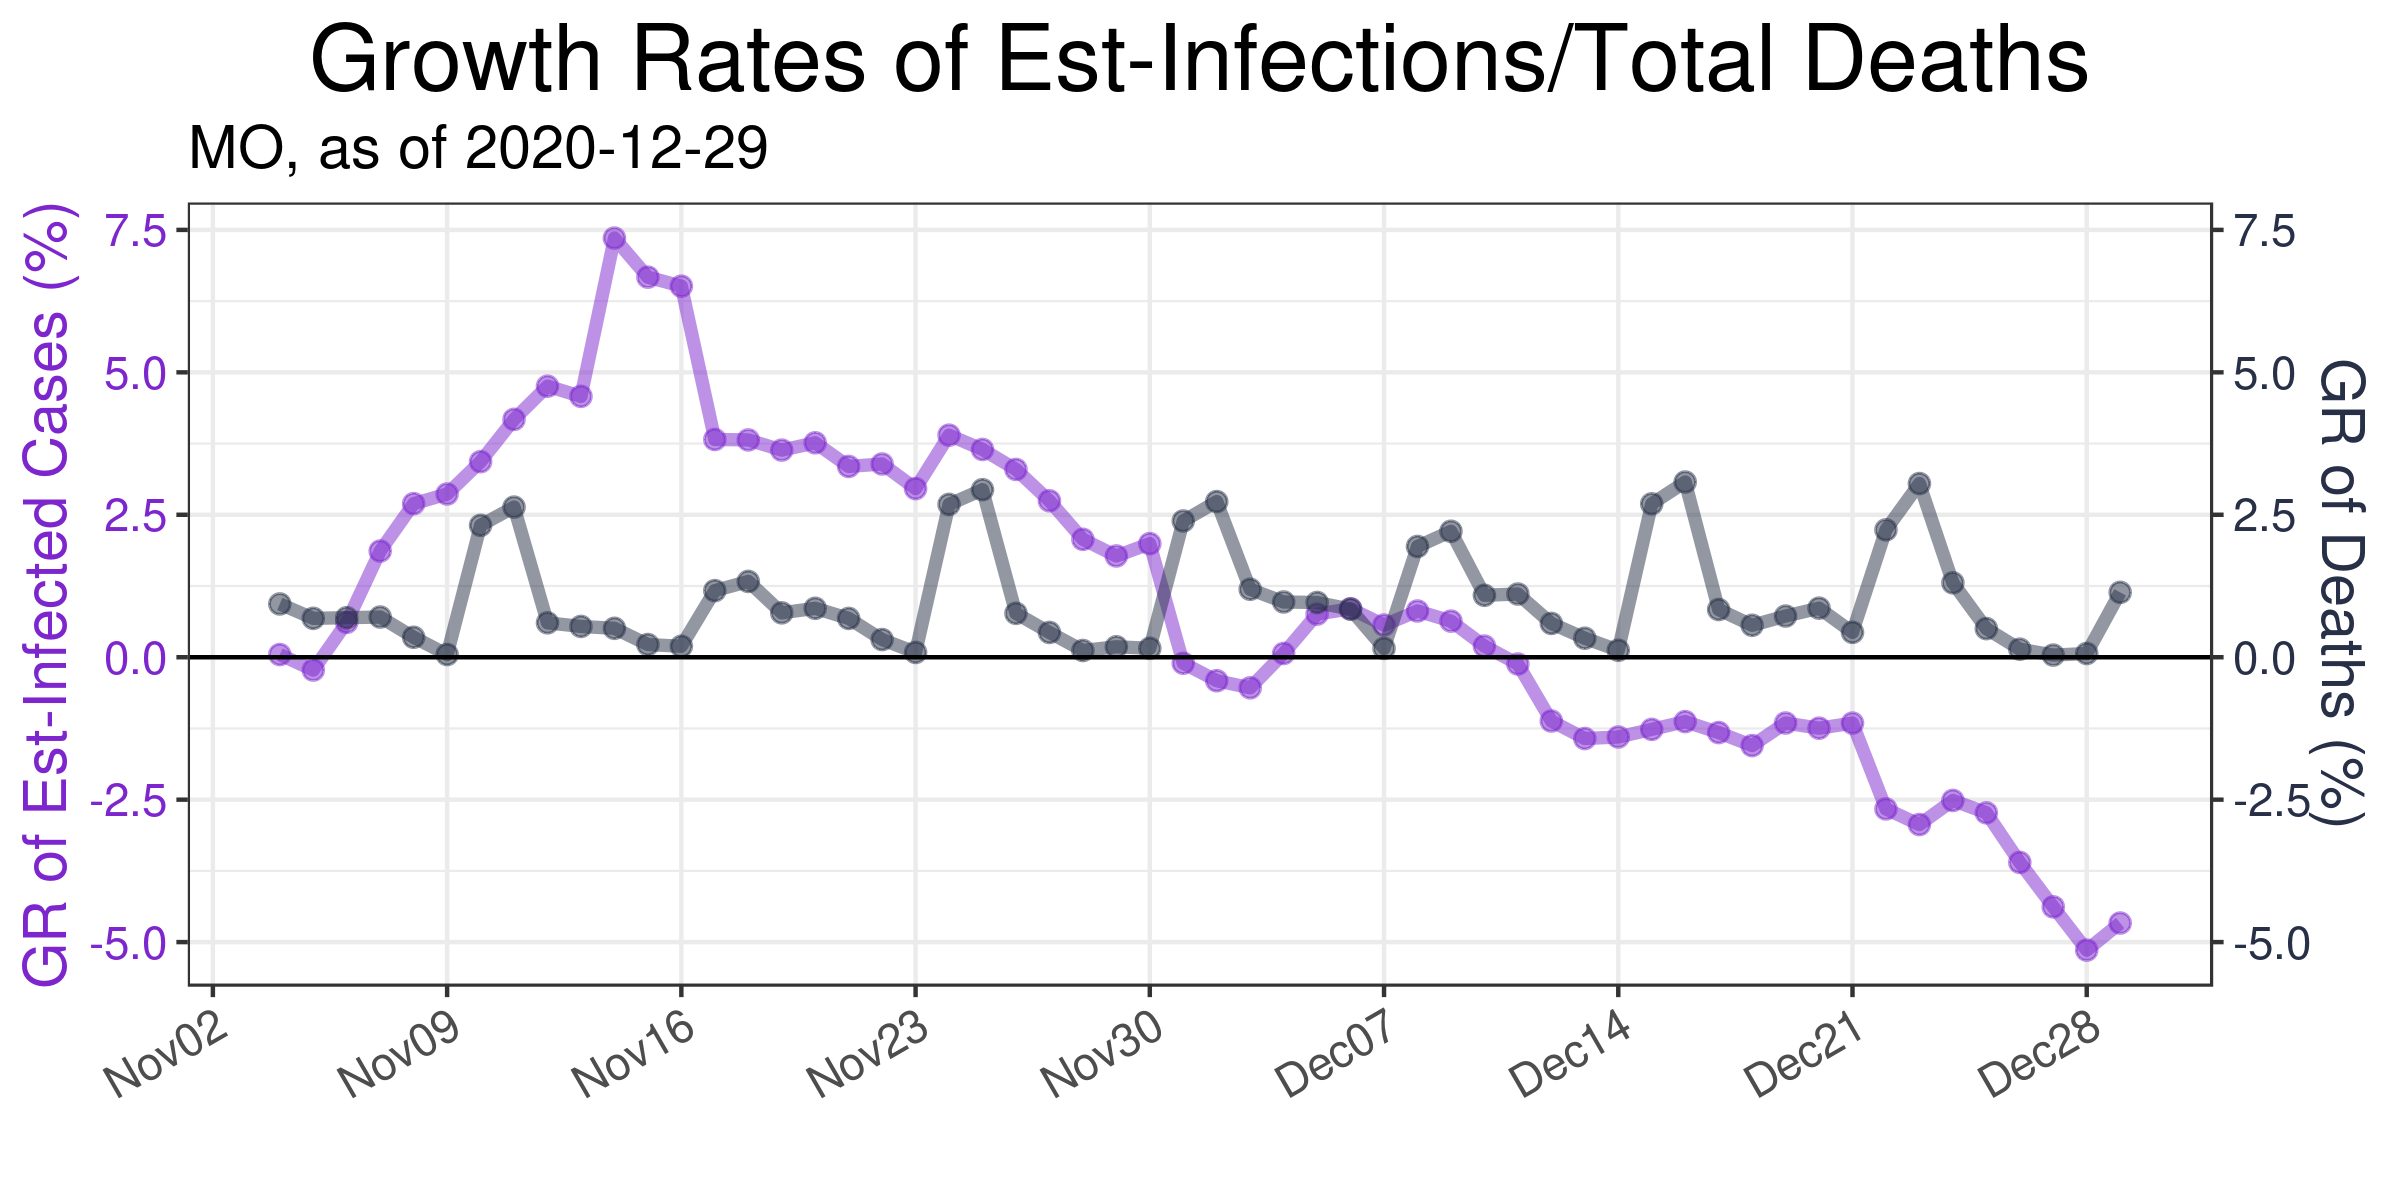 Growth Rates of Est-Infections/Total Deaths
MO, as of 2020-12-29
GR of Est-Infected Cases (%)
7.5
5.0
2.5
0.0
-2.5
-5.0
7.5
5.0
2.5
0.0
-2.5
-5.0
GR of Deaths (%)
Nov02 Nov09 Nov16 Nov23 Nov30 Dec07 Dec14 Dec21 Dec28